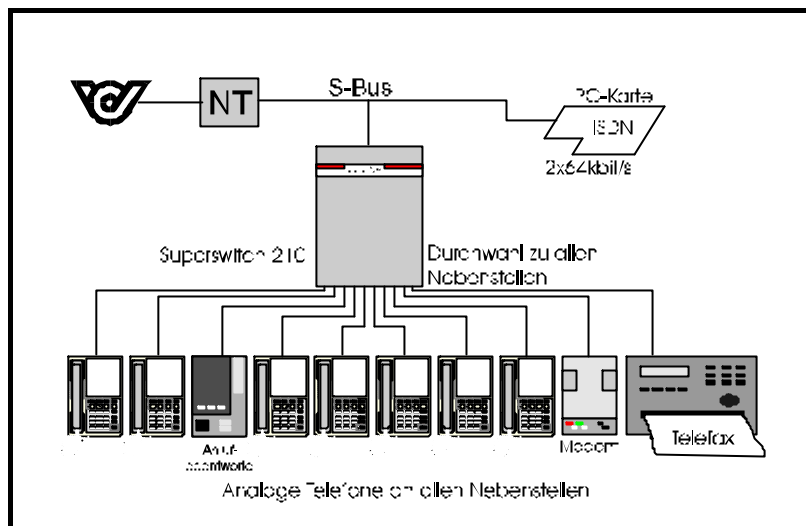 NT
S-Bus
PC-Karte
ISDN
2x64kbit/s
Superswitch 210
Durchwahl zu allen
Nebenstellen
Anruf-
beantworter
Modem
Telefax
Analoge Telefone an allen Nebenstellen